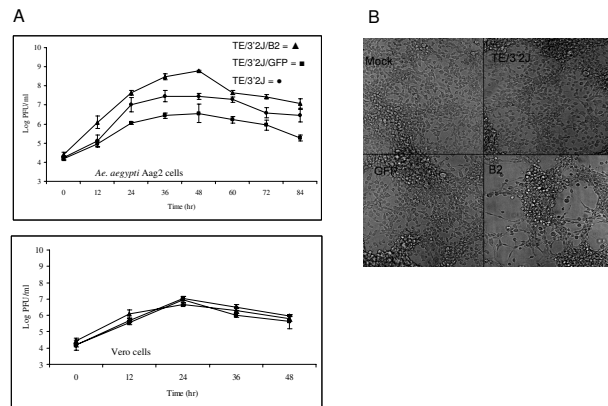 A
B
TE/3'2J/B2 = ▲
TE/3'2J/GFP = ■
TE/3'2J = ●
Log PFU/ml
10
9
8
7
6
5
4
3
Ae. aegypti Aag2 cells
0 12 24 36 48 60 72 84
Time (hr)
Mock
TE/3'2J
GFP
B2
Log PFU/ml
10
9
8
7
6
5
4
3
Vero cells
0 12 24 36 48
Time (hr)